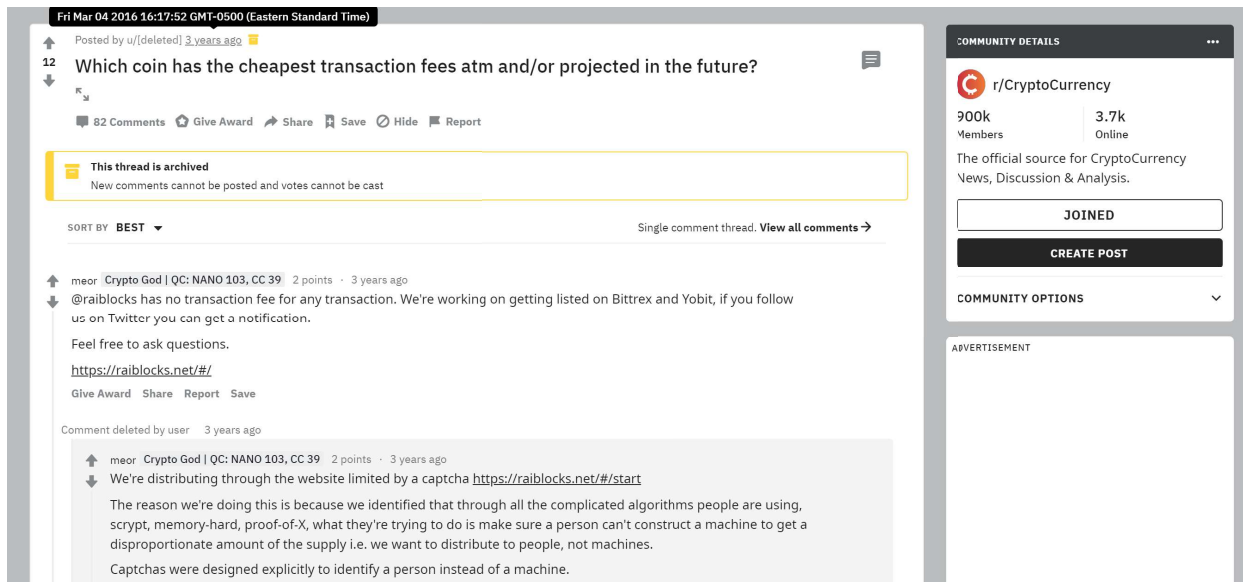 Fri Mar 04 2016 16:17:52 GMT-0500 (Eastern Standard Time)
Posted by u/[deleted] 3 years ago
12
Which coin has the cheapest transaction fees atm and/or projected in the future?
82 Comments Give Award Share Save Hide Report
This thread is archived
New comments cannot be posted and votes cannot be cast
SORT BY BEST
Single comment thread. View all comments
meor Crypto God | QC: NANO 103, CC 39 2 points · 3 years ago
@raiblocks has no transaction fee for any transaction. We're working on getting listed on Bittrex and Yobit, if you follow
us on Twitter you can get a notification.
Feel free to ask questions.
https://raiblocks.net/#/
Give Award Share Report Save
Comment deleted by user 3 years ago
meor Crypto God | QC: NANO 103, CC 39 2 points · 3 years ago
We're distributing through the website limited by a captcha https://raiblocks.net/#/start
The reason we're doing this is because we identified that through all the complicated algorithms people are using,
scrypt, memory-hard, proof-of-X, what they're trying to do is make sure a person can't construct a machine to get a
disproportionate amount of the supply i.e. we want to distribute to people, not machines.
Captchas were designed explicitly to identify a person instead of a machine.
COMMUNITY DETAILS
r/CryptoCurrency
900k 3.7k
Members Online
The official source for CryptoCurrency
News, Discussion & Analysis.
JOINED
CREATE POST
COMMUNITY OPTIONS
ADVERTISEMENT